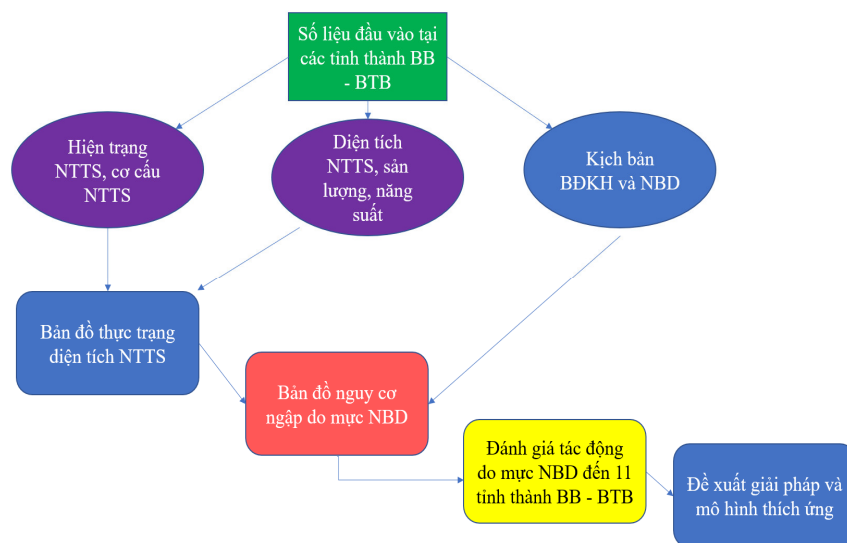 Số liệu đầu vào tại
các tỉnh thành BB
- BTB
Hiện trạng
NTTS, cơ cấu
NTTS
Diện tích
NTTS, sản
lượng, năng
suất
Kịch bản
BĐKH và NBD
Bản đồ thực trạng
diện tích NTTS
Bản đồ nguy cơ
ngập do mực NBD
Đánh giá tác động
do mực NBD đến 11
tỉnh thành BB - BTB
Đề xuất giải pháp và
mô hình thích ứng